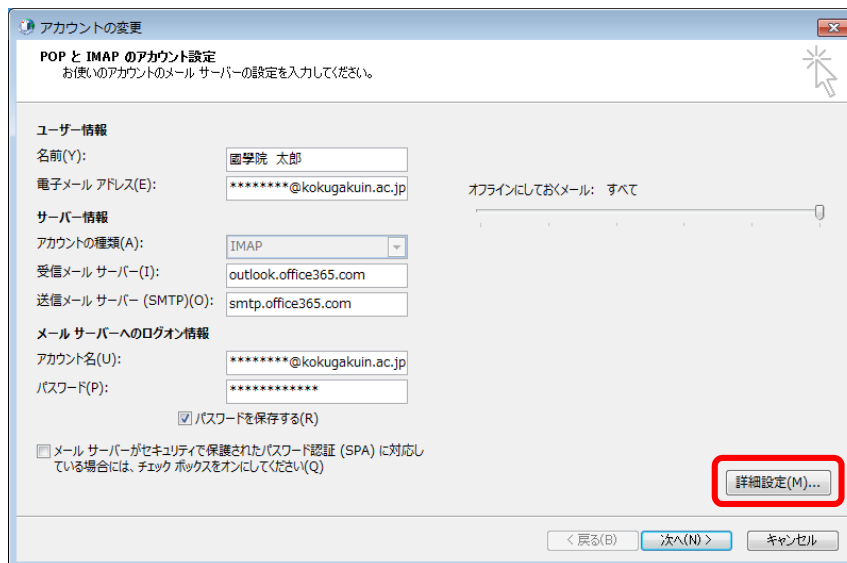 アカウントの変更
POP と IMAP のアカウント設定
お使いのアカウントのメール サーバーの設定を入力してください。
ユーザー情報
名前(Y):
國學院 太郎
電子メール アドレス(E):
********@kokugakuin.ac.jp
オフラインにしておくメール: すべて
サーバー情報
アカウントの種類(A):
IMAP
受信メール サーバー(I):
outlook.office365.com
送信メール サーバー (SMTP)(O):
smtp.office365.com
メール サーバーへのログオン情報
アカウント名(U):
********@kokugakuin.ac.jp
パスワード(P):
************
パスワードを保存する(R)
メール サーバーがセキュリティで保護されたパスワード認証 (SPA) に対応し
ている場合には、チェック ボックスをオンにしてください(Q)
詳細設定(M)...
< 戻る(B)
次へ(N) >
キャンセル